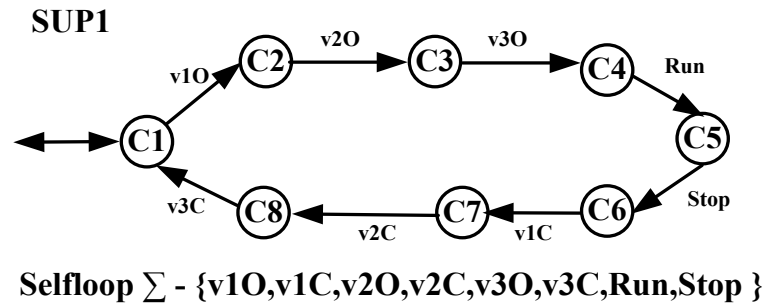 SUP1
v1O
C2
v2O
C3
v3O
C4
Run
C1
C5
v3C
C8
v2C
C7
v1C
C6
Stop
Selfloop ∑ - {v1O,v1C,v2O,v2C,v3O,v3C,Run,Stop }